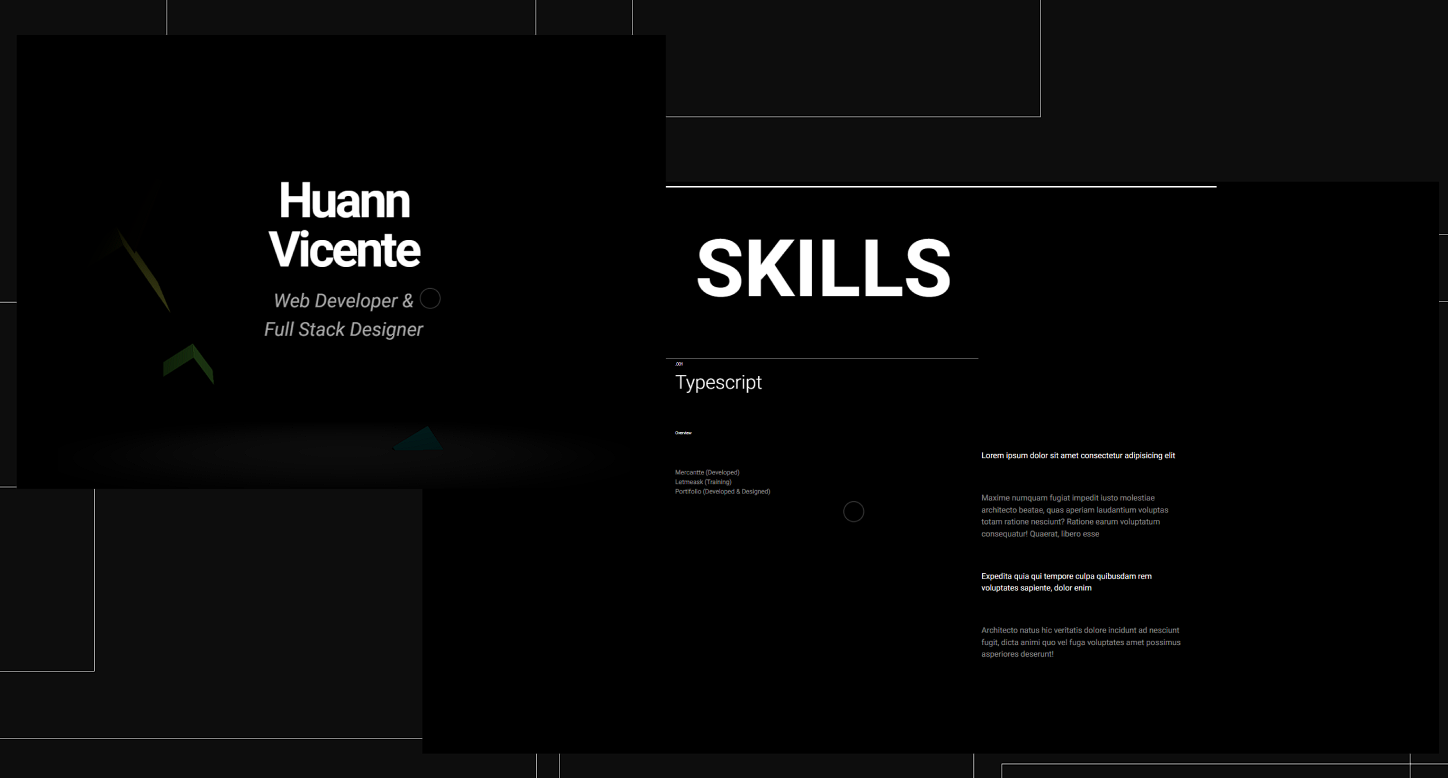 Huann
Vicente
Web Developer &
Full Stack Designer
SKILLS
.001
Typescript
Overview
Mercantte (Developed)
Letmeask (Training)
Portifolio (Developed & Designed)
Lorem ipsum dolor sit amet consectetur adipisicing elit
Maxime numquam fugiat impedit iusto molestiae
architecto beatae, quas aperiam laudantium voluptas
totam ratione nesciunt? Ratione earum voluptatum
consequatur! Quaerat, libero esse
Expedita quia qui tempore culpa quibusdam rem
voluptates sapiente, dolor enim
Architecto natus hic veritatis dolore incidunt ad nesciunt
fugit, dicta animi quo vel fuga voluptates amet possimus
asperiores deserunt!